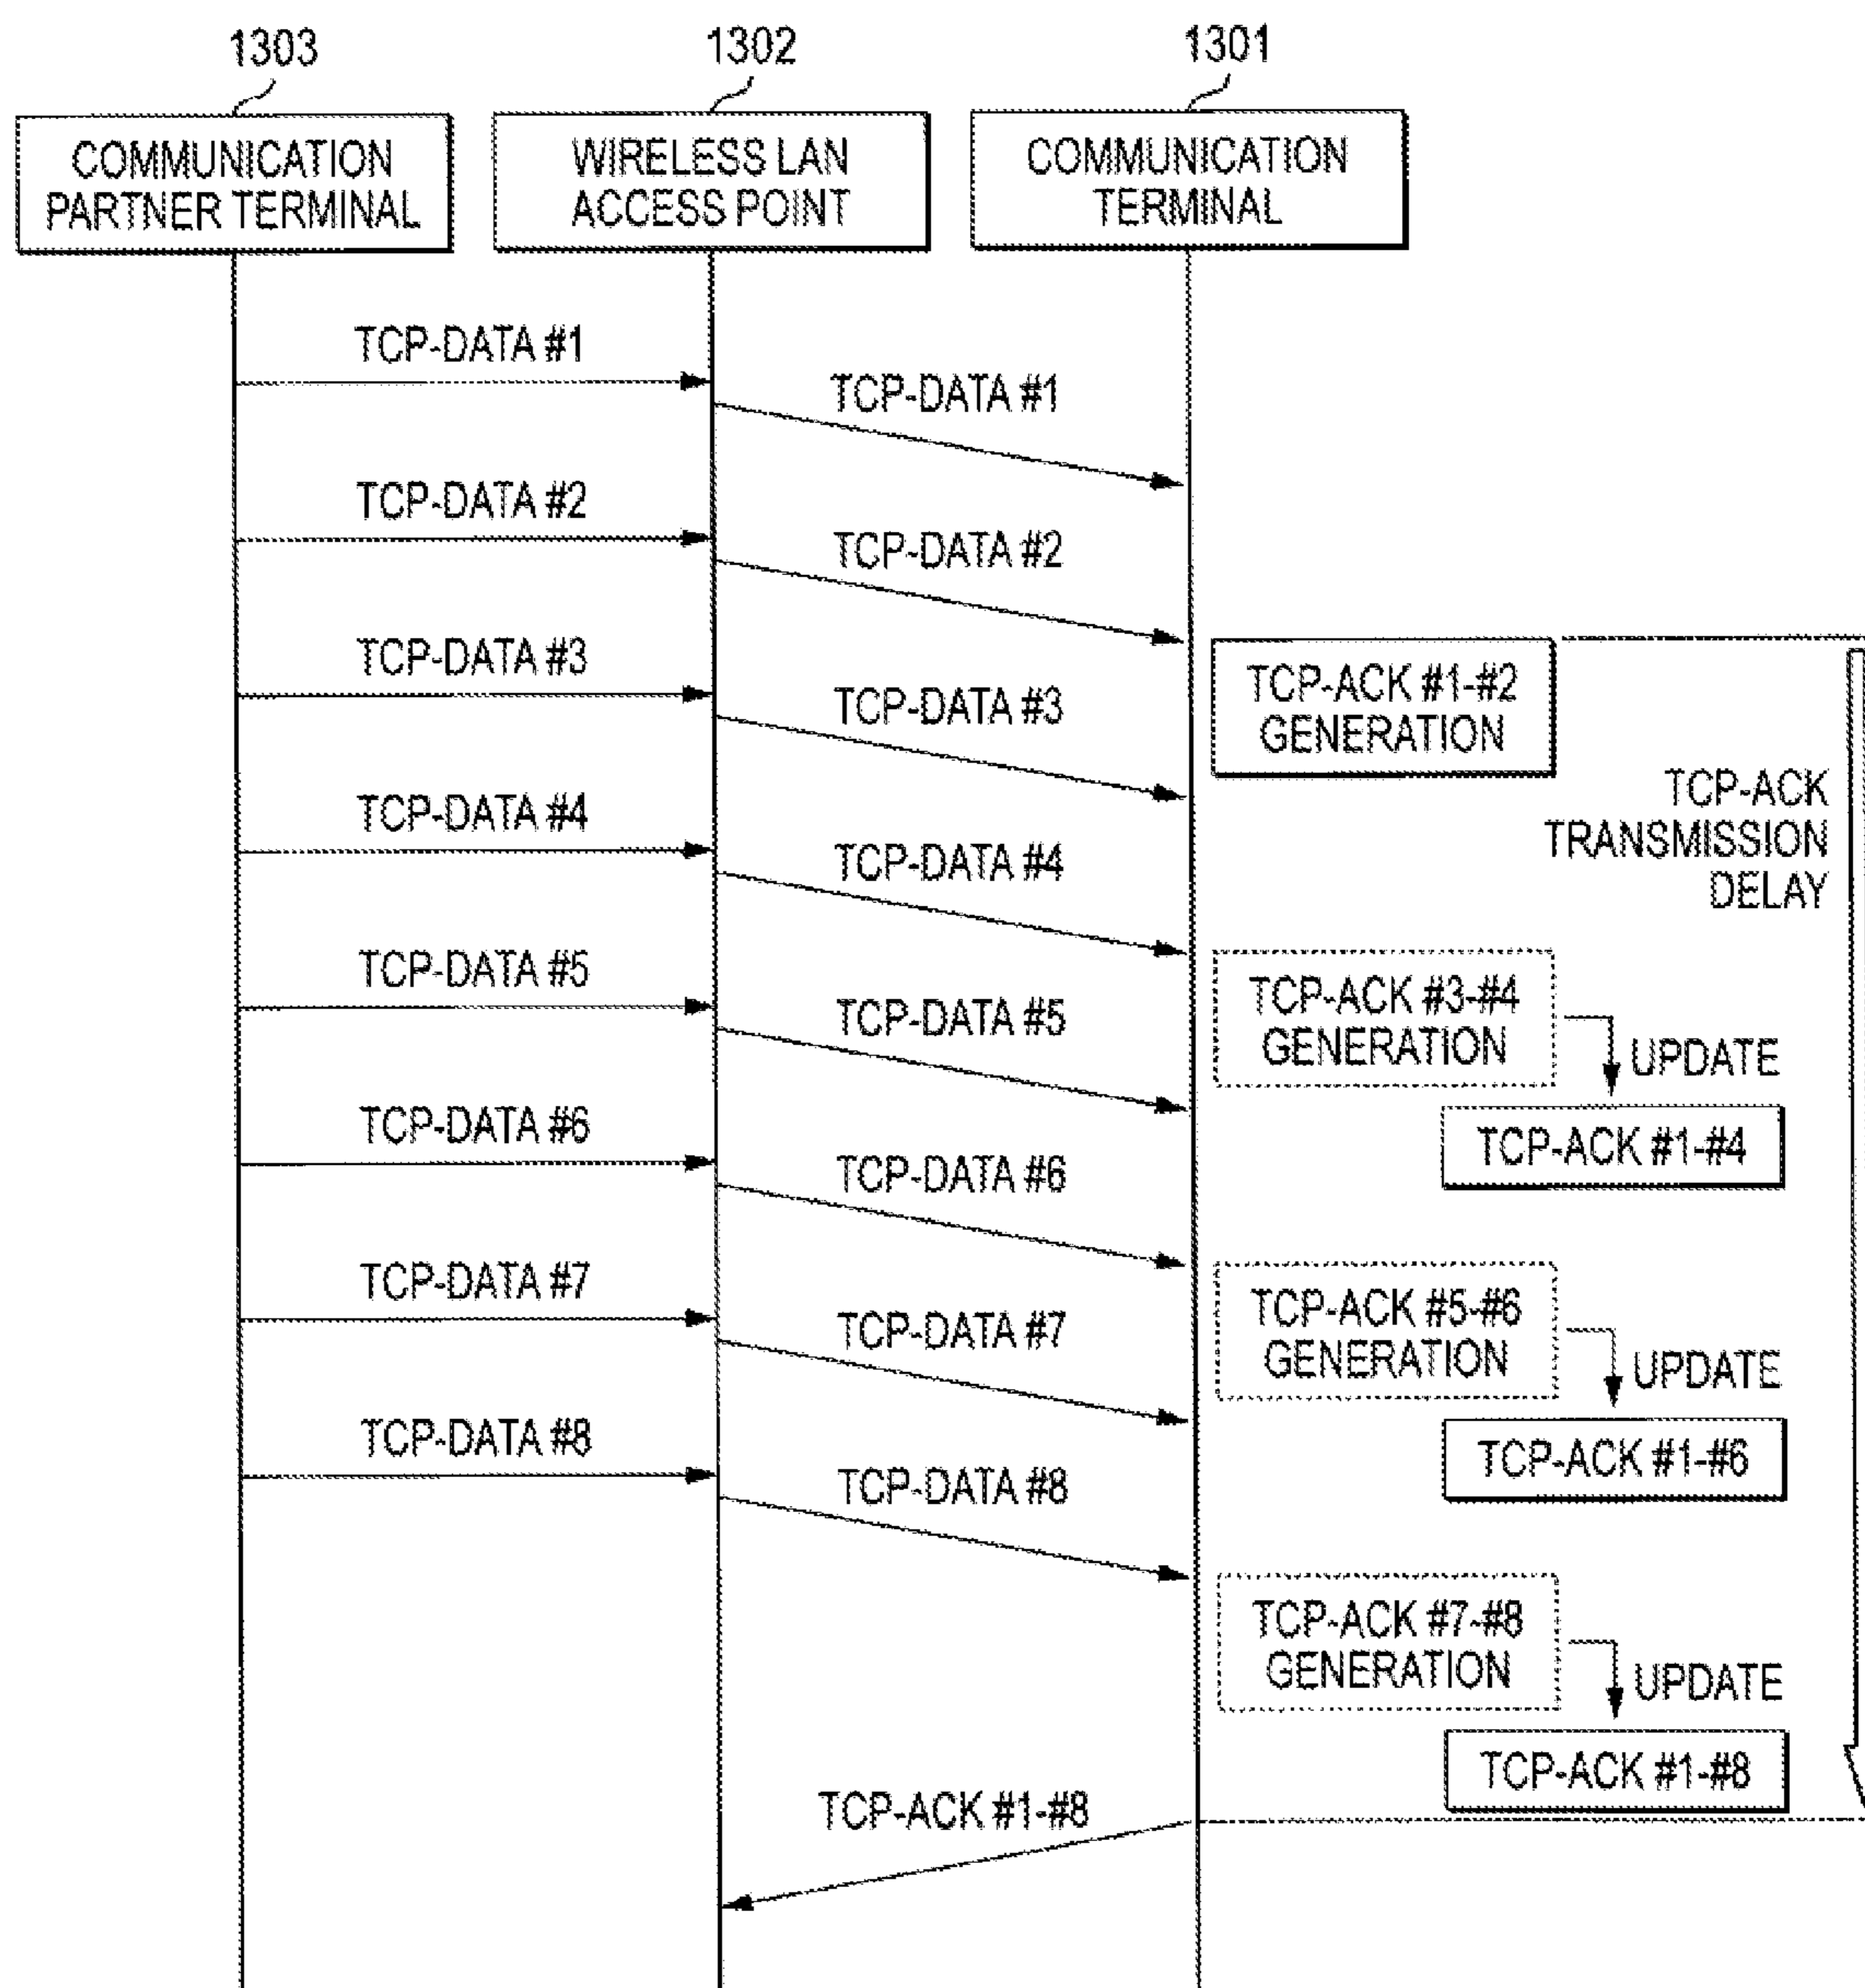 1303
1302
1301
COMMUNICATION
PARTNER TERMINAL
WIRELESS LAN
ACCESS POINT
COMMUNICATION
TERMINAL
TCP-DATA #1
TCP-DATA #1
TCP-DATA #2
TCP-DATA #2
TCP-DATA #3
TCP-ACK #1-#2
GENERATION
TCP-DATA #3
TCP-ACK
TRANSMISSION
DELAY
TCP-DATA #4
TCP-DATA #4
TCP-DATA #5
TCP-ACK #3-#4
GENERATION
TCP-DATA #5
UPDATE
TCP-DATA #6
TCP-ACK #1-#4
TCP-DATA #6
TCP-DATA #7
TCP-ACK #5-#6
GENERATION
TCP-DATA #7
UPDATE
TCP-DATA #8
TCP-ACK #1-#6
TCP-DATA #8
TCP-ACK #7-#8
GENERATION
UPDATE
TCP-ACK #1-#8
TCP-ACK #1-#8